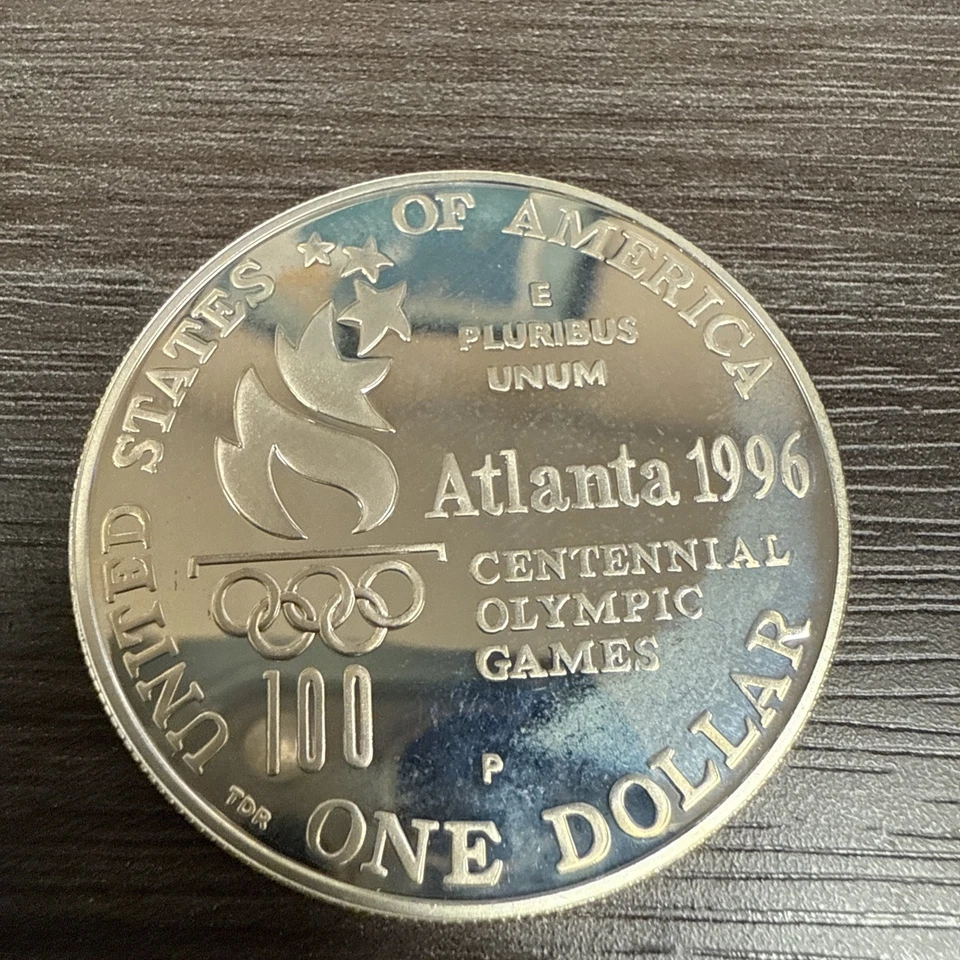 UNITED STATES OF AMERICA
E
PLURIBUS
UNUM
Atlanta 1996
CENTENNIAL
OLYMPIC
GAMES
100
P
TDR
ONE DOLLAR